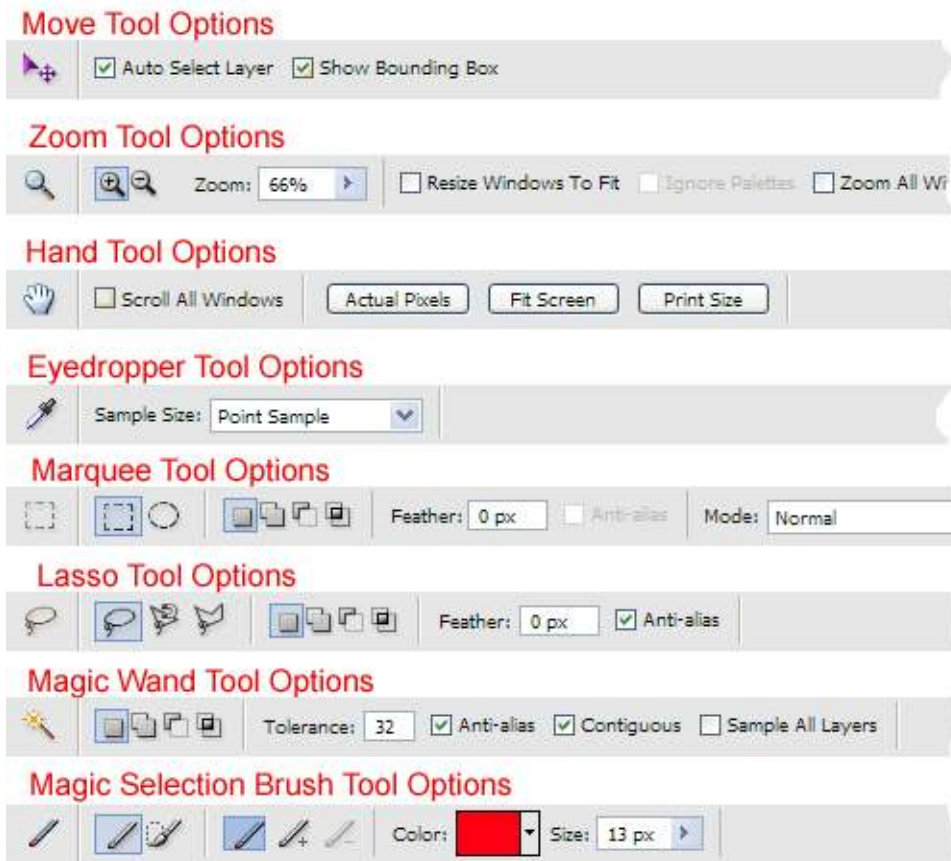 Move Tool Options
Auto Select Layer Show Bounding Box
Zoom Tool Options
Zoom: 66% Resize Windows To Fit Ignore Palettes Zoom All Wi
Hand Tool Options
Scroll All Windows Actual Pixels Fit Screen Print Size
Eyedropper Tool Options
Sample Size: Point Sample
Marquee Tool Options
Feather: 0 px Anti-alias Mode: Normal
Lasso Tool Options
Feather: 0 px Anti-alias
Magic Wand Tool Options
Tolerance: 32 Anti-alias Contiguous Sample All Layers
Magic Selection Brush Tool Options
Color: Size: 13 px